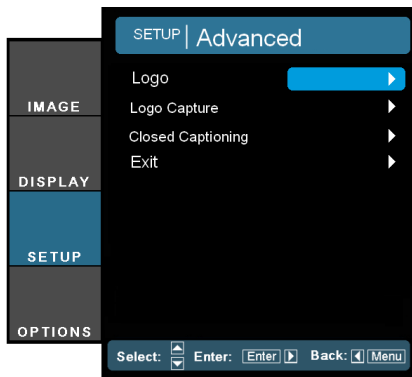 SETUP | Advanced
Logo
Logo Capture
Closed Captioning
Exit
IMAGE
DISPLAY
SETUP
OPTIONS
Select: Enter: Enter Back: Menu